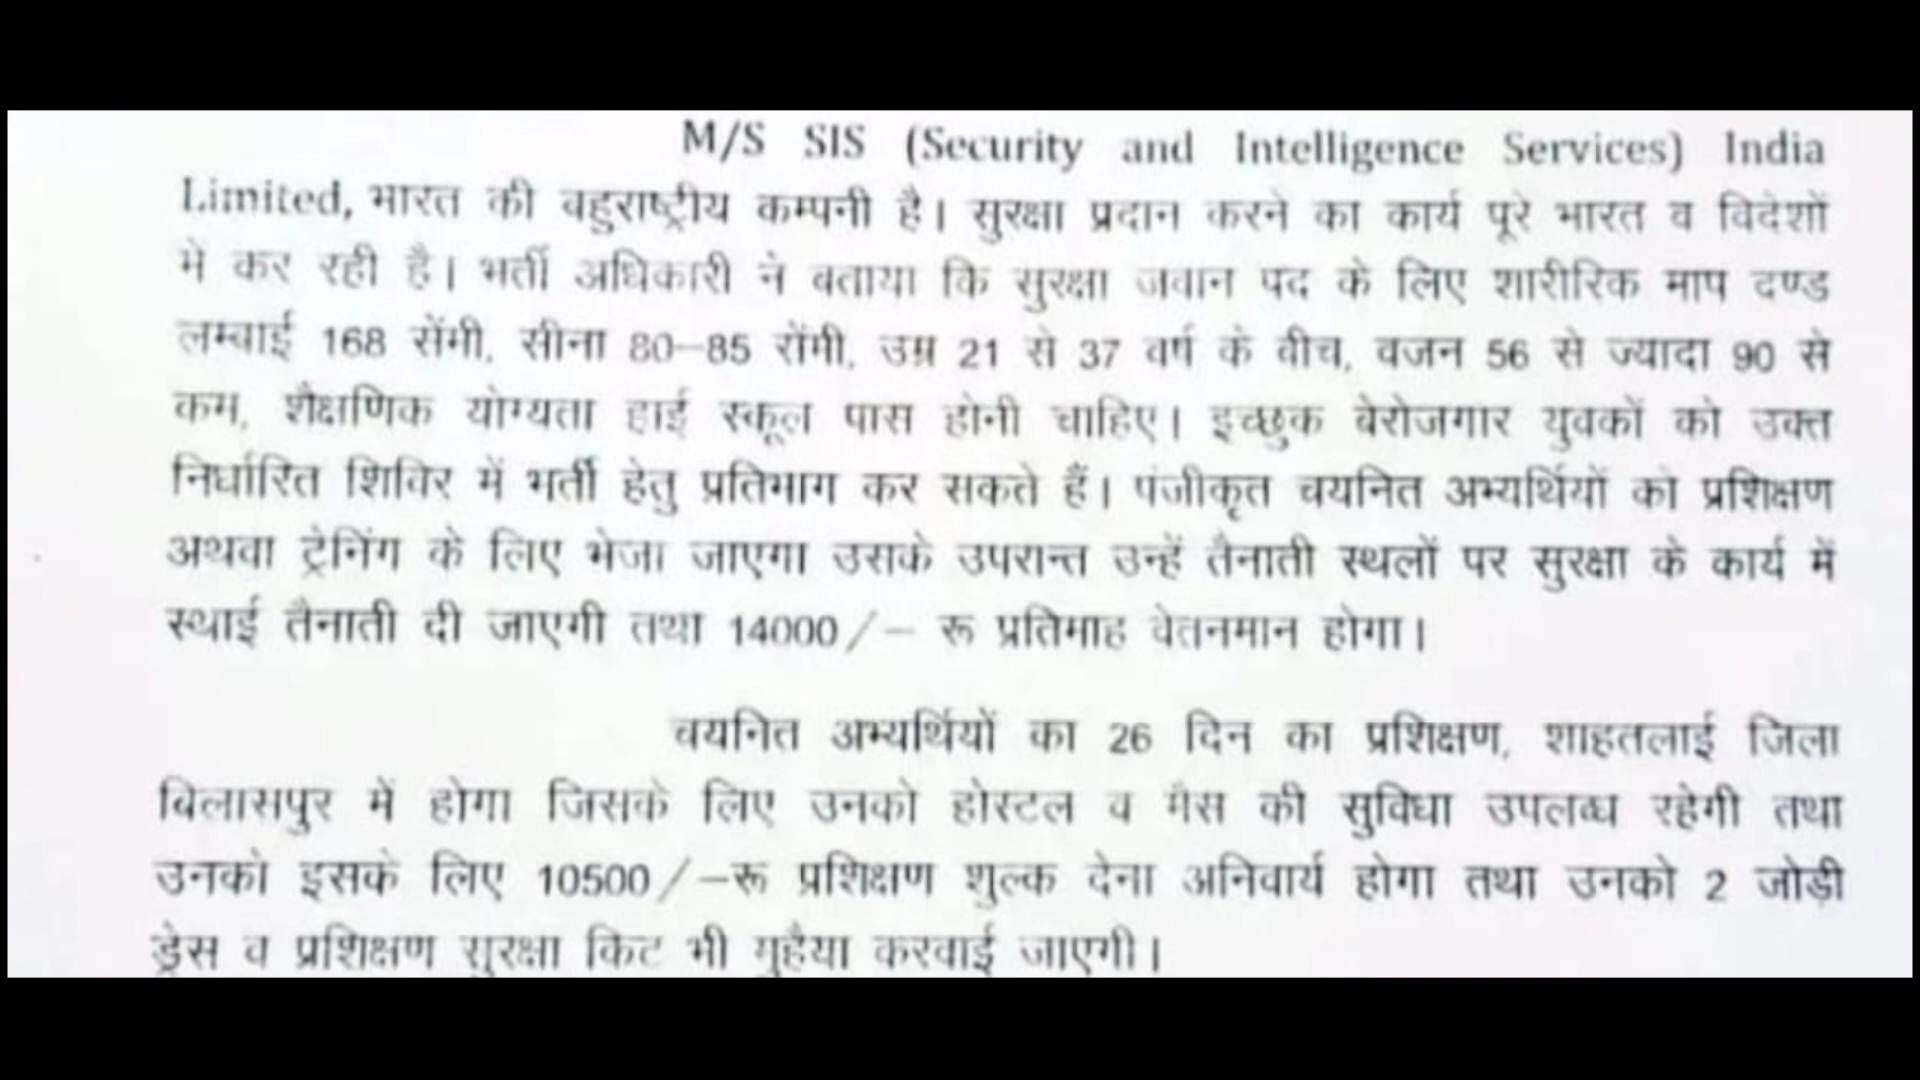 M/S SIS (Security and Intelligence Services) India
Limited, भारत की बहुराष्ट्रीय कम्पनी है। सुरक्षा प्रदान करने का कार्य पूरे भारत व विदेशों
में कर रही है। भर्ती अधिकारी ने बताया कि सुरक्षा जवान पद के लिए शारीरिक माप दण्ड
लम्बाई 168 सेंमी, सीना 80–85 सेंमी, उम्र 21 से 37 वर्ष के बीच, वजन 56 से ज्यादा 90 से
कम, शैक्षणिक योग्यता हाई स्कूल पास होनी चाहिए। इच्छुक बेरोजगार युवकों को उक्त
निर्धारित शिविर में भर्ती हेतु प्रतिभाग कर सकते हैं। पंजीकृत चयनित अभ्यर्थियों को प्रशिक्षण
अथवा ट्रेनिंग के लिए भेजा जाएगा उसके उपरान्त उन्हें तैनाती स्थलों पर सुरक्षा के कार्य में
स्थाई तैनाती दी जाएगी तथा 14000/– रू प्रतिमाह वेतनमान होगा।
चयनित अभ्यर्थियों का 26 दिन का प्रशिक्षण, शाहतलाई जिला
बिलासपुर में होगा जिसके लिए उनको होस्टल व मैस की सुविधा उपलब्ध रहेगी तथा
उनको इसके लिए 10500/–रू प्रशिक्षण शुल्क देना अनिवार्य होगा तथा उनको 2 जोड़ी
ड्रेस व प्रशिक्षण सुरक्षा किट भी मुहैया करवाई जाएगी।